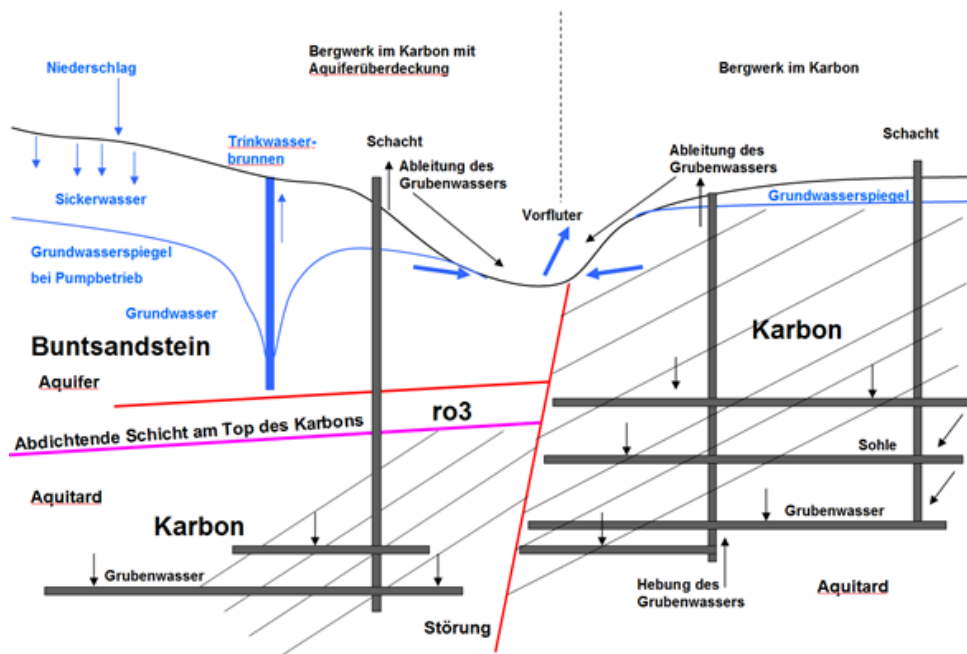 Bergwerk im Karbon mit
Aquiferüberdeckung
Bergwerk im Karbon
Niederschlag
Trinkwasser-
brunnen
Schacht
Ableitung des
Grubenwassers
Ableitung des
Grubenwassers
Schacht
Sickerwasser
Vorfluter
Grundwasserspiegel
Grundwasserspiegel
bei Pumpbetrieb
Grundwasser
Buntsandstein
Aquifer
Karbon
ro3
Abdichtende Schicht am Top des Karbons
Sohle
Aquitard
Karbon
Grubenwasser
Grubenwasser
Hebung des
Grubenwassers
Aquitard
Störung